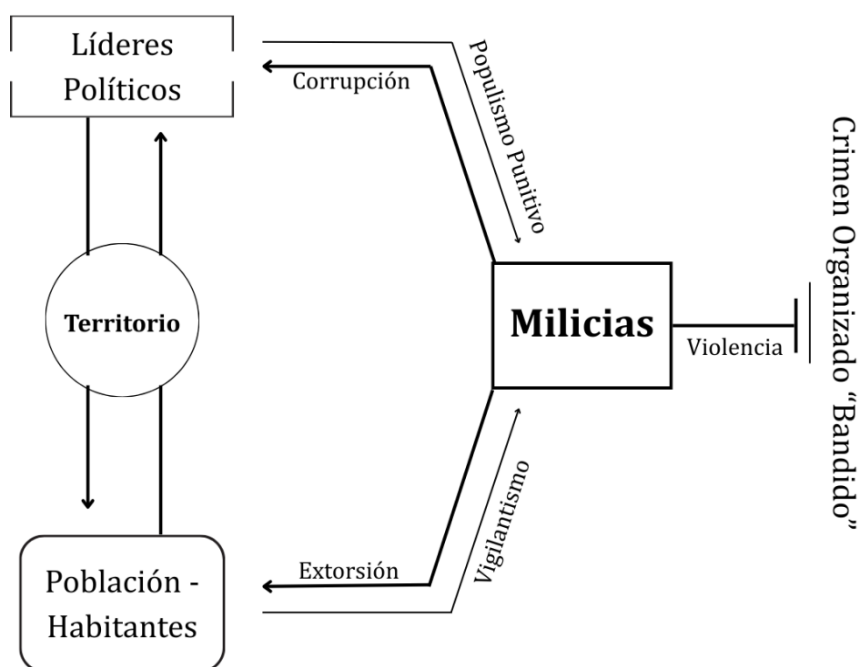 Líderes
Políticos
Corrupción
Populismo Punitivo
Territorio
Milicias
Violencia
Crimen Organizado “Bandido”
Extorsión
Vigilantismo
Población -
Habitantes